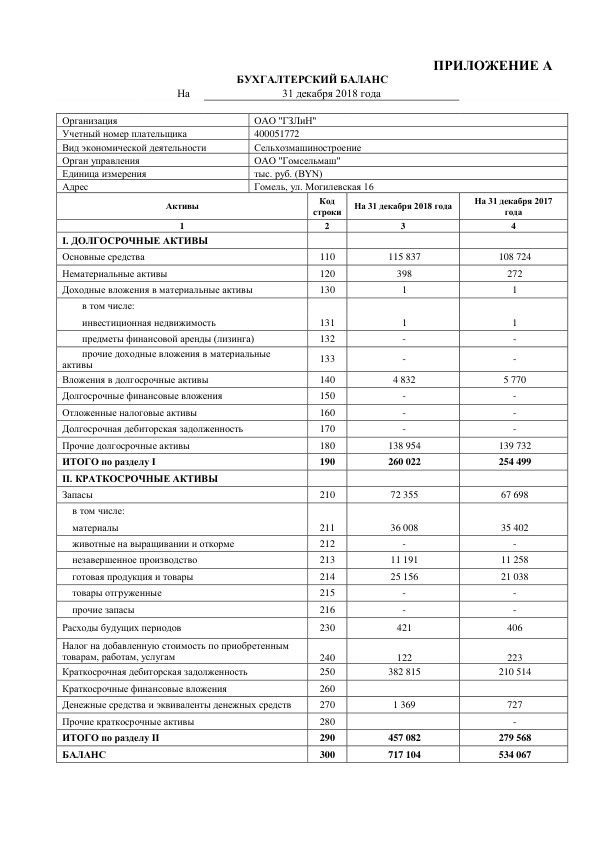 ПРИЛОЖЕНИЕ А
БУХГАЛТЕРСКИЙ БАЛАНС
На 31 декабря 2018 года
Организация ОАО "ГЗЛиН"
Учетный номер плательщика 400051772
Вид экономической деятельности Сельхозмашиностроение
Орган управления ОАО "Гомсельмаш"
Единица измерения тыс. руб. (BYN)
Адрес Гомель, ул. Могилевская 16
Активы Код строки На 31 декабря 2018 года На 31 декабря 2017 года
1 2 3 4
I. ДОЛГОСРОЧНЫЕ АКТИВЫ
Основные средства 110 115 837 108 724
Нематериальные активы 120 398 272
Доходные вложения в материальные активы 130 1 1
в том числе:
инвестиционная недвижимость 131 1 1
предметы финансовой аренды (лизинга) 132 - -
прочие доходные вложения в материальные
активы 133 - -
Вложения в долгосрочные активы 140 4 832 5 770
Долгосрочные финансовые вложения 150 - -
Отложенные налоговые активы 160 - -
Долгосрочная дебиторская задолженность 170 - -
Прочие долгосрочные активы 180 138 954 139 732
ИТОГО по разделу I 190 260 022 254 499
II. КРАТКОСРОЧНЫЕ АКТИВЫ
Запасы 210 72 355 67 698
в том числе:
материалы 211 36 008 35 402
животные на выращивании и откорме 212 - -
незавершенное производство 213 11 191 11 258
готовая продукция и товары 214 25 156 21 038
товары отгруженные 215 - -
прочие запасы 216 - -
Расходы будущих периодов 230 421 406
Налог на добавленную стоимость по приобретенным
товарам, работам, услугам 240 122 223
Краткосрочная дебиторская задолженность 250 382 815 210 514
Краткосрочные финансовые вложения 260
Денежные средства и эквиваленты денежных средств 270 1 369 727
Прочие краткосрочные активы 280 -
ИТОГО по разделу II 290 457 082 279 568
БАЛАНС 300 717 104 534 067